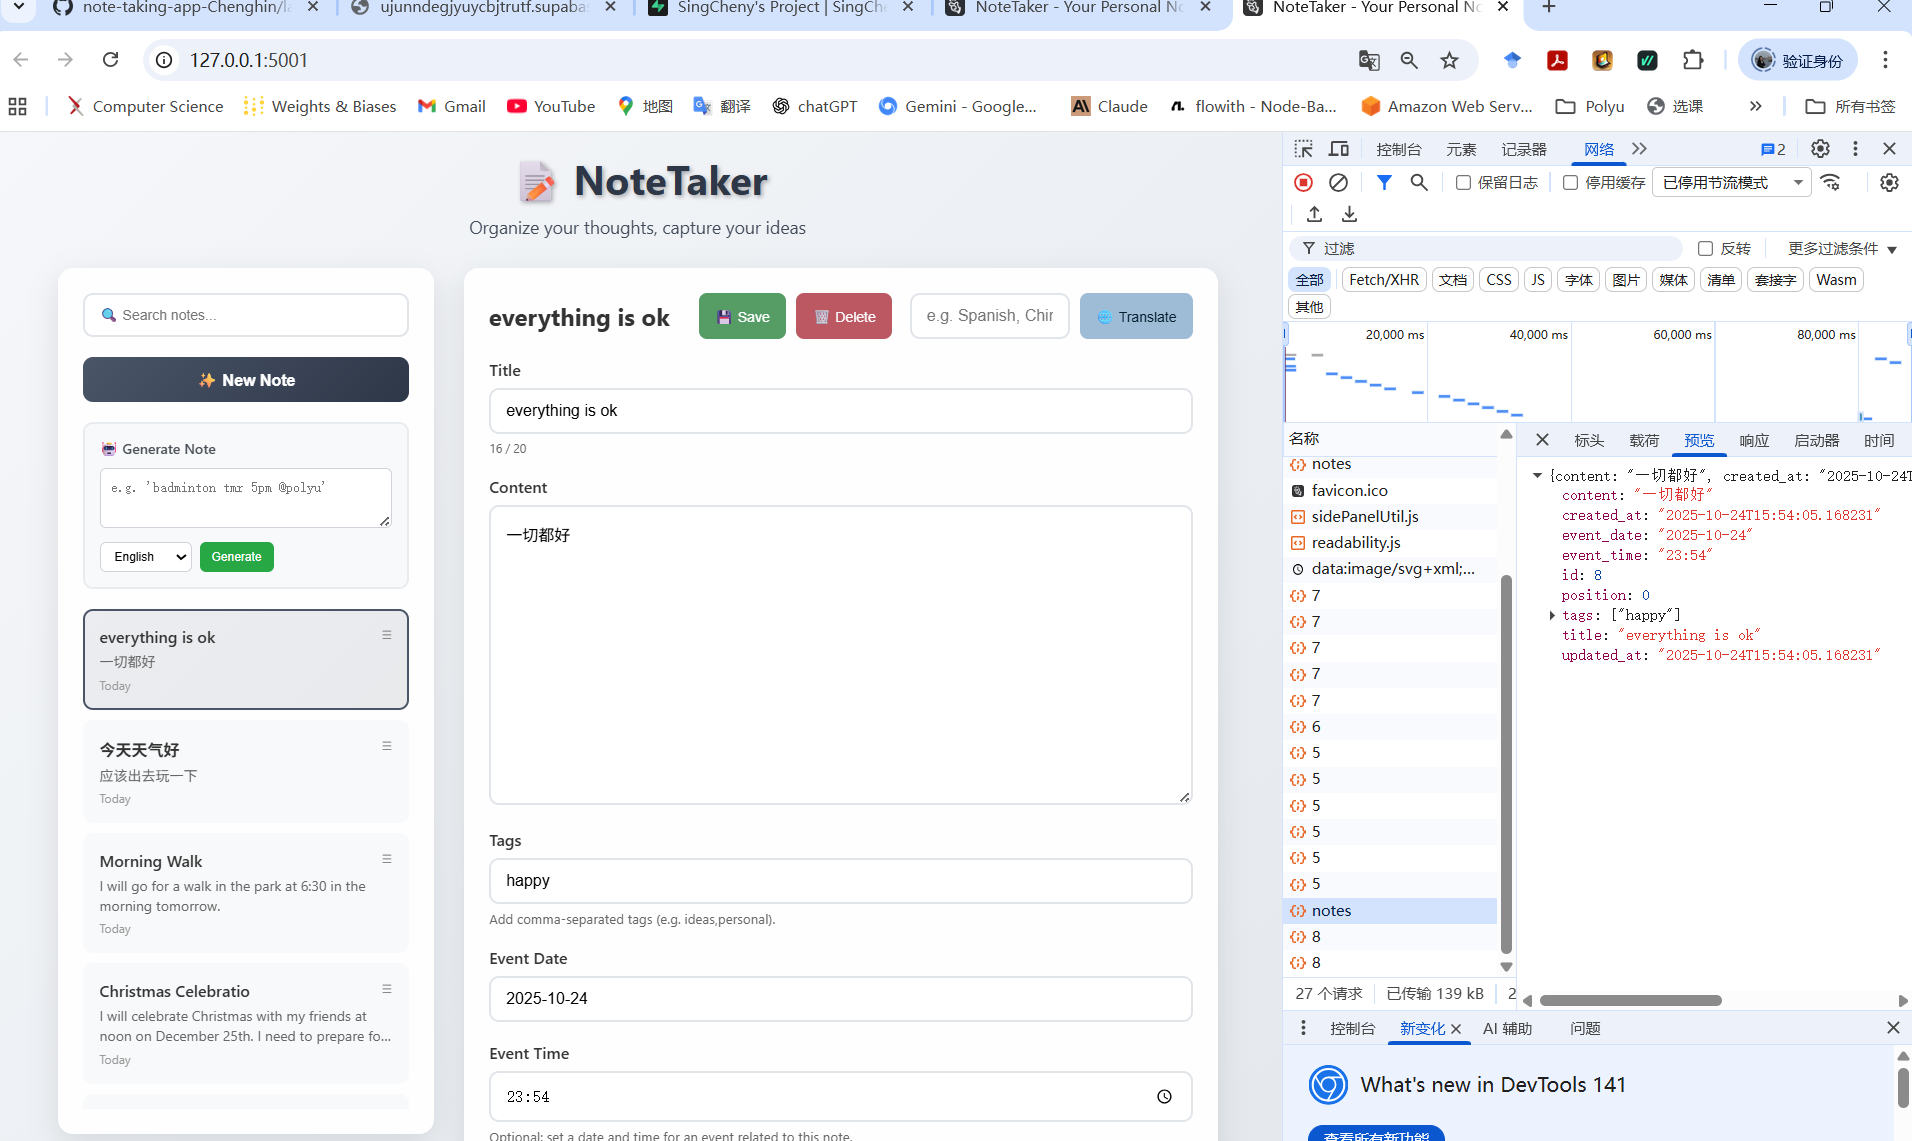 note-taking-app-Chenghin/la
ujunndegjyuycbjtrutf.supabas
SingCheny's Project | SingChe
NoteTaker - Your Personal No
NoteTaker - Your Personal No
127.0.0.1:5001
验证身份
Computer Science
Weights & Biases
Gmail
YouTube
地图
翻译
chatGPT
Gemini - Google...
Claude
flowith - Node-Ba...
Amazon Web Serv...
Polyu
选课
所有书签
📝 NoteTaker
Organize your thoughts, capture your ideas
🔍 Search notes...
✨ New Note
🤖 Generate Note
e.g. 'badminton tmr 5pm @polyu'
English
Generate
everything is ok
一切都好
Today
今天天气好
应该出去玩一下
Today
Morning Walk
I will go for a walk in the park at 6:30 in the
morning tomorrow.
Today
Christmas Celebratio
I will celebrate Christmas with my friends at
noon on December 25th. I need to prepare fo...
Today
everything is ok
💾 Save
🗑️ Delete
e.g. Spanish, Chir
🌐 Translate
Title
everything is ok
16 / 20
Content
一切都好
Tags
happy
Add comma-separated tags (e.g. ideas,personal).
Event Date
2025-10-24
Event Time
23:54
Optional: set a date and time for an event related to this note.
控制台
元素
记录器
网络
2
保留日志
停用缓存
已停用节流模式
过滤
反转
更多过滤条件
全部
Fetch/XHR
文档
CSS
JS
字体
图片
媒体
清单
套接字
Wasm
其他
20,000 ms
40,000 ms
60,000 ms
80,000 ms
名称
notes
favicon.ico
sidePanelUtil.js
readability.js
data:image/svg+xml;...
7
7
7
7
7
6
5
5
5
5
5
5
notes
8
8
27 个请求
已传输 139 kB
2
标头
载荷
预览
响应
启动器
时间
{content: "一切都好", created_at: "2025-10-24T
content: "一切都好"
created_at: "2025-10-24T15:54:05.168231"
event_date: "2025-10-24"
event_time: "23:54"
id: 8
position: 0
tags: ["happy"]
title: "everything is ok"
updated_at: "2025-10-24T15:54:05.168231"
控制台
新变化
AI 辅助
问题
What's new in DevTools 141
查看所有新功能